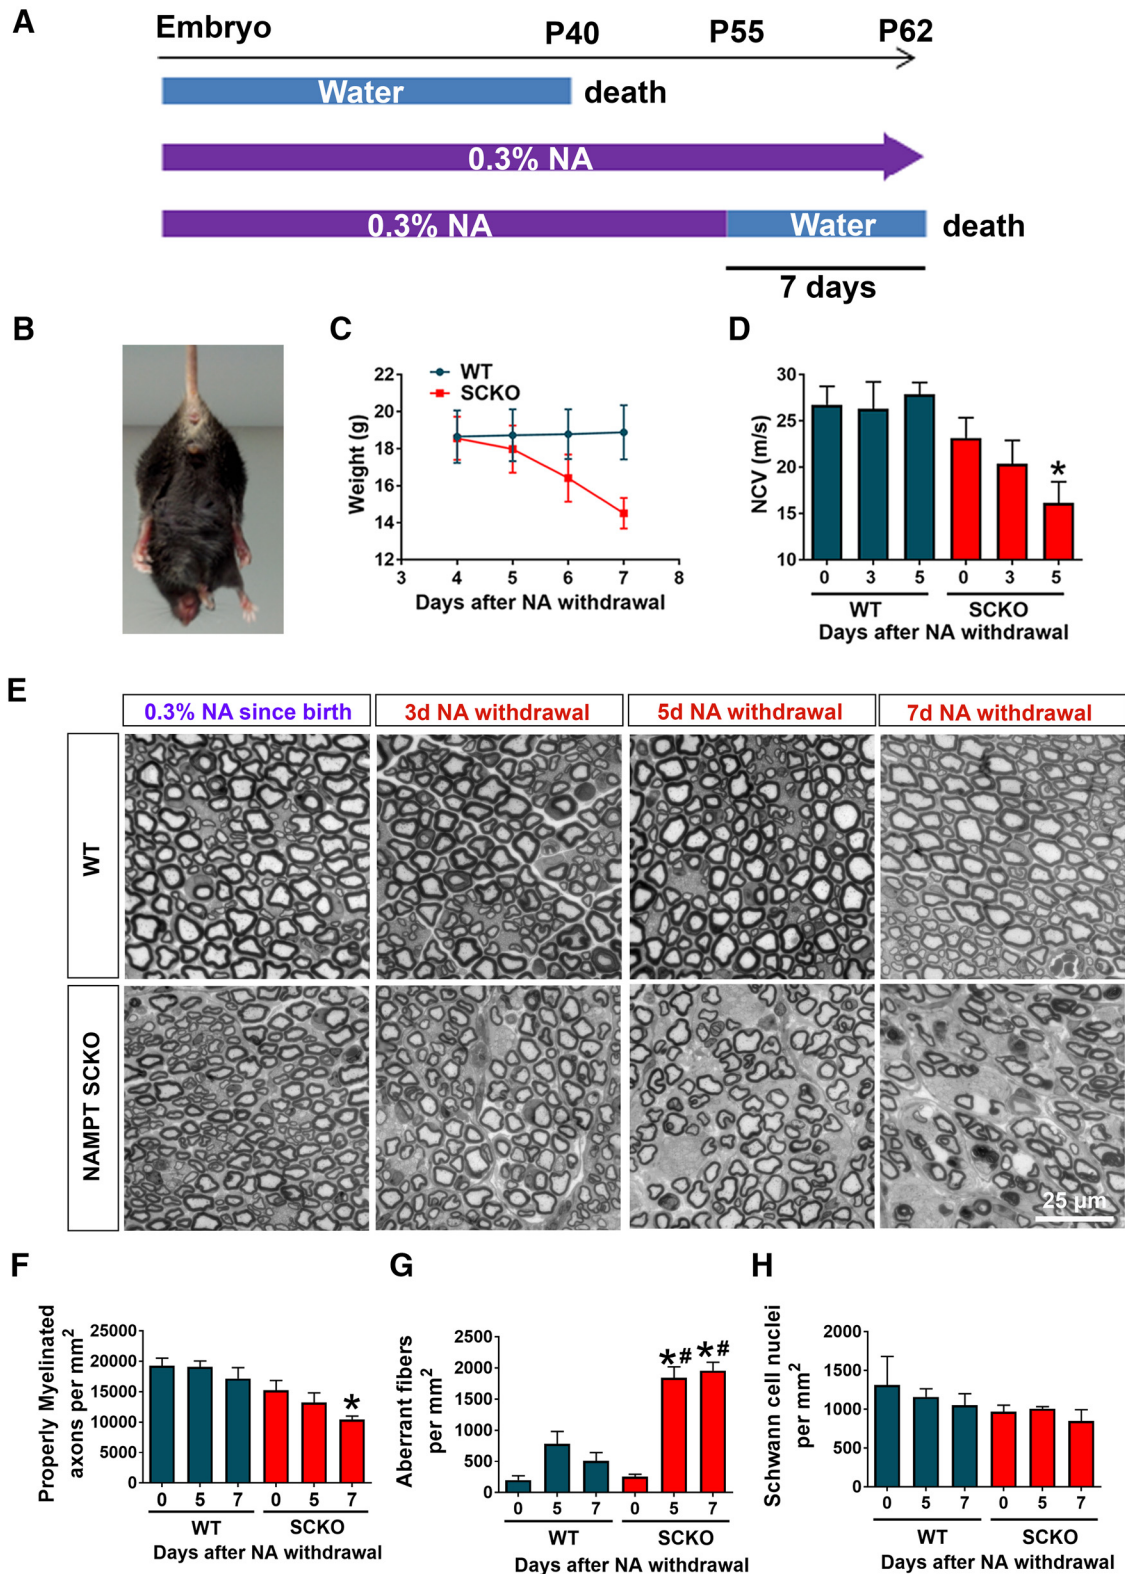 A
Embryo P40 P55 P62
Water death
0.3% NA
0.3% NA Water death
7 days
B
C
WT
SCKO
Weight (g)
22
20
18
16
14
12
3 4 5 6 7 8
Days after NA withdrawal
D
NCV (m/s)
30
25
20
15
10
*
0 3 5 0 3 5
WT SCKO
Days after NA withdrawal
E
0.3% NA since birth 3d NA withdrawal 5d NA withdrawal 7d NA withdrawal
WT
NAMPT SCKO
25 µm
F
Properly Myelinated
axons per mm²
25000
20000
15000
10000
5000
0
*
0 5 7 0 5 7
WT SCKO
Days after NA withdrawal
G
Aberrant fibers
per mm²
2500
2000
1500
1000
500
0
*# *#
0 5 7 0 5 7
WT SCKO
Days after NA withdrawal
H
Schwann cell nuclei
per mm²
2000
1500
1000
500
0
0 5 7 0 5 7
WT SCKO
Days after NA withdrawal